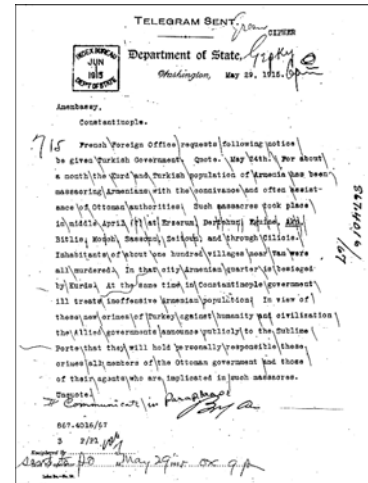 TELEGRAM SENT.
Green
CIPHER
INDEX BUREAU
JUN
1
1915
DEPT OF STATE
Department of State,
Washington, May 29, 1915.
Amembassy,
Constantinople.
715
French Foreign Office requests following notice
be given Turkish Government. Quote. May 24th. For about
a month the Kurd and Turkish population of Armenia has been
massacring Armenians with the connivance and often assist-
ance of Ottoman authorities. Such massacres took place
in middle April (?) at Erzerum, Dertchun, Eguine,
Bitlis, Mouch, Sassoun, Zeitoun, and through Cilicia.
Inhabitants of about one hundred villages near Van were
all murdered. In that city Armenian quarter is besieged
by Kurds. At the same time in Constantinople government
ill treats inoffensive Armenian population. In view of
those new crimes of Turkey against humanity and civilization
the Allied governments announce publicly to the Sublime
Porte that they will hold personally responsible these
crimes all members of the Ottoman government and those
of their agents who are implicated in such massacres.
Unquote.
Communicate in Paraphrase
Bryan
867.4016/67
867.4016/67
May 29